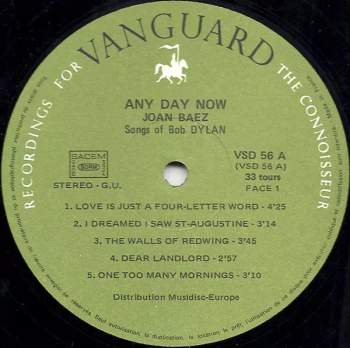 RECORDINGS FOR VANGUARD THE CONNOISSEUR
ANY DAY NOW
JOAN BAEZ
Songs of Bob DYLAN
SACEM
VSD 56 A
(VSD 56 A)
33 tours
FACE 1
STEREO - G.U.
1. LOVE IS JUST A FOUR-LETTER WORD - 4'25
2. I DREAMED I SAW ST-AUGUSTINE - 3'14
3. THE WALLS OF REDWING - 3'45
4. DEAR LANDLORD - 2'57
5. ONE TOO MANY MORNINGS - 3'10
Distribution Musidisc-Europe